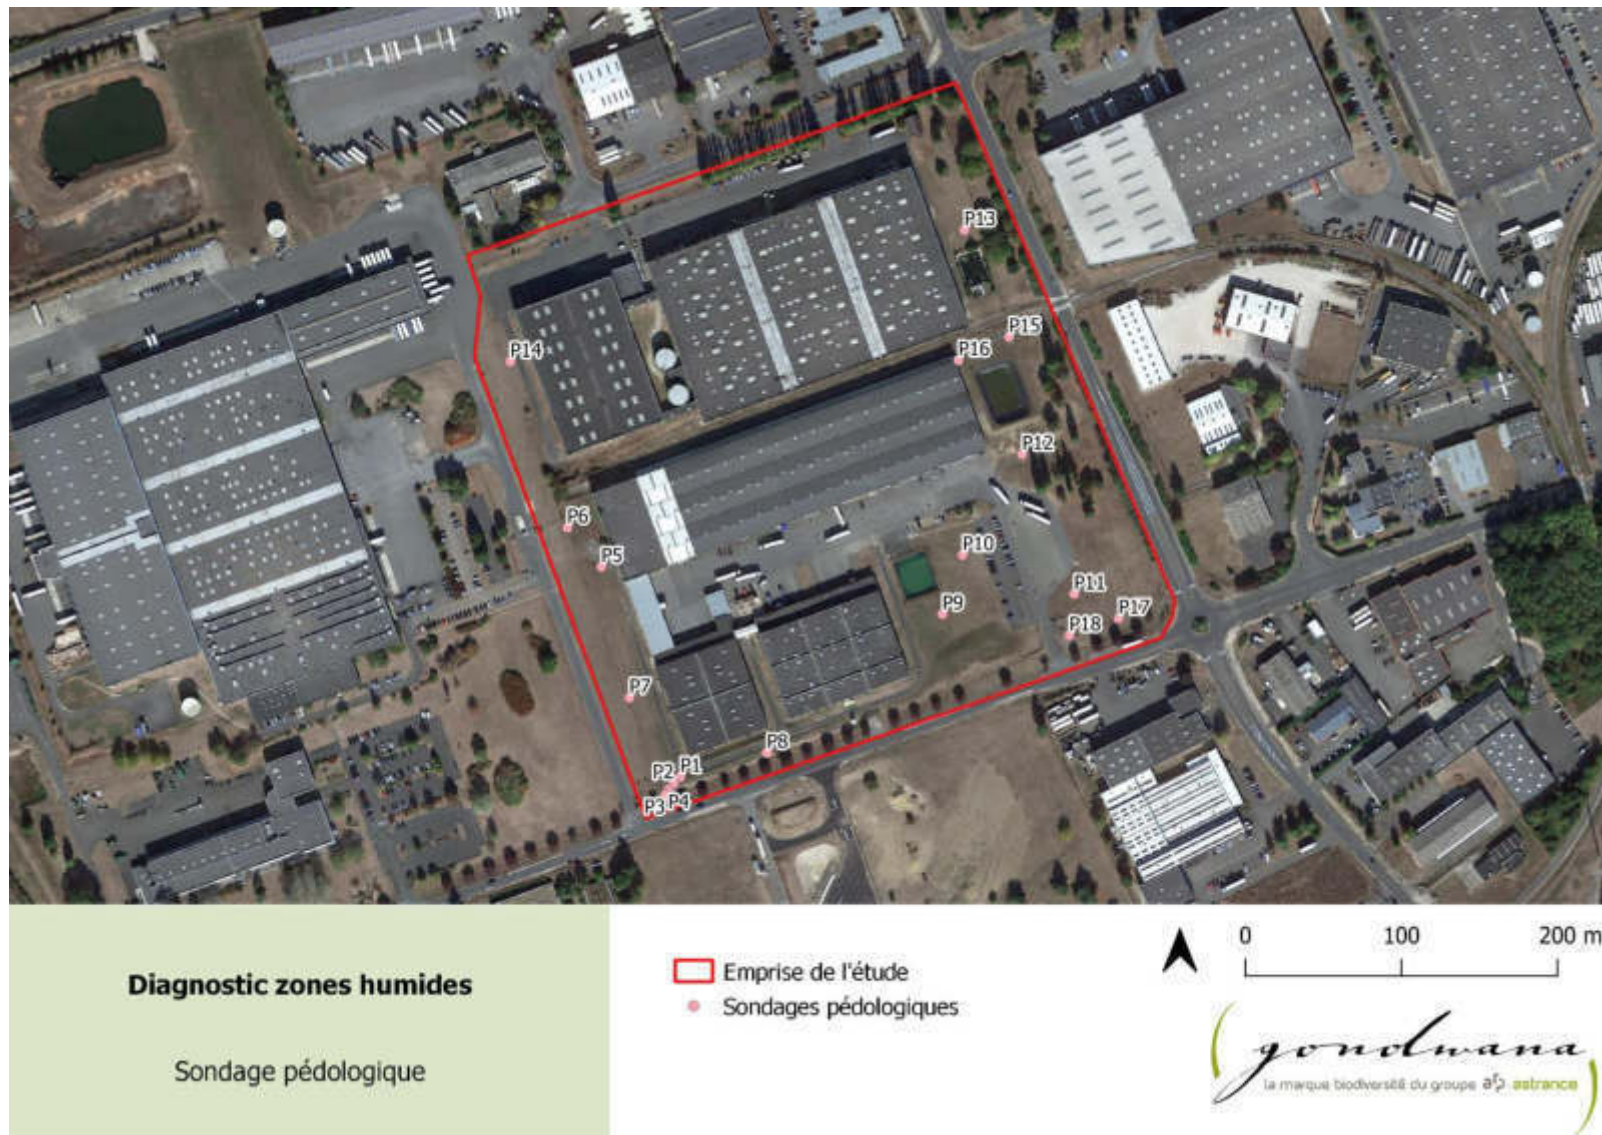 P13
P15
P16
P14
P12
P6
P5
P10
P11
P9
P17
P18
P7
P8
P1
P2
P3
P4
Diagnostic zones humides
Sondage pédologique
Emprise de l'étude
Sondages pédologiques
0 100 200 m
gondwana
la marque biodiversité du groupe afp astrance